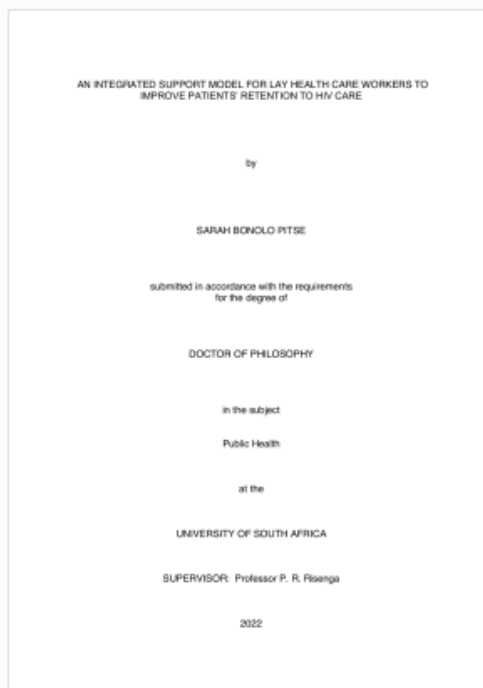 AN INTEGRATED SUPPORT MODEL FOR LAY HEALTH CARE WORKERS TO
IMPROVE PATIENTS' RETENTION TO HIV CARE
by
SARAH BONOLO PITSE
submitted in accordance with the requirements
for the degree of
DOCTOR OF PHILOSOPHY
in the subject
Public Health
at the
UNIVERSITY OF SOUTH AFRICA
SUPERVISOR: Professor P. R. Risenga
2022